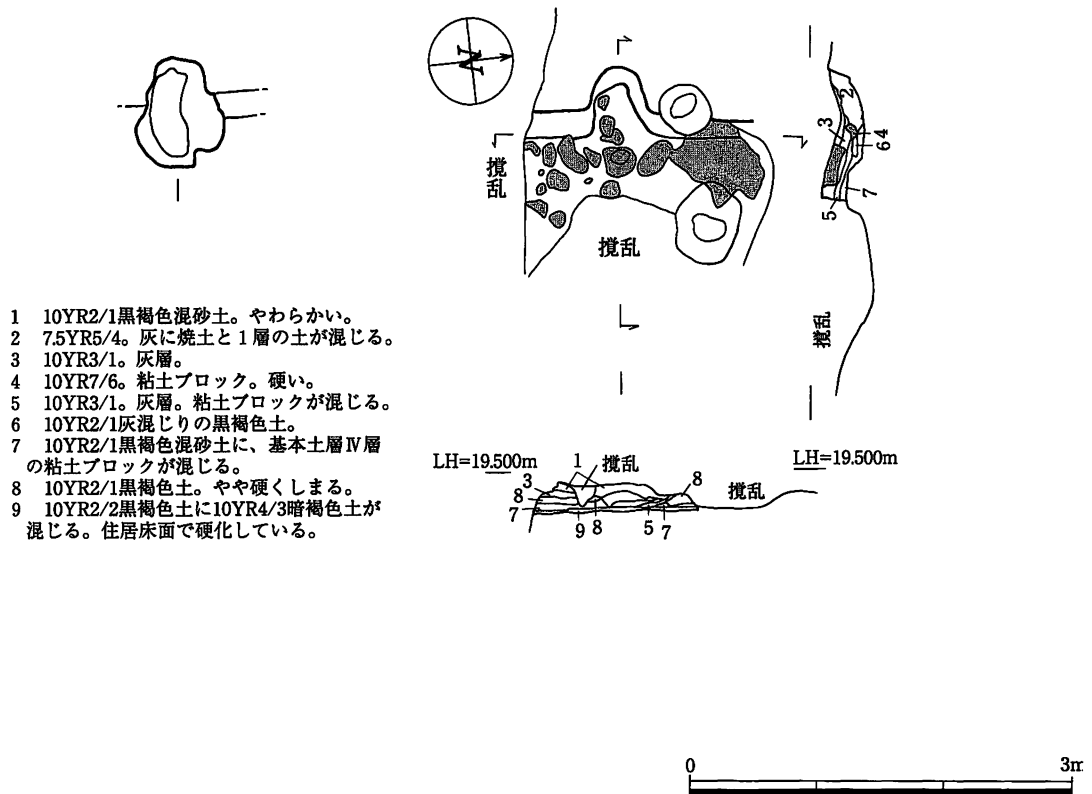 N
攪乱
攪乱
2
3
64
7
5
攪乱
1 10YR2/1黒褐色混砂土。やわらかい。
2 7.5YR5/4。灰に焼土と1層の土が混じる。
3 10YR3/1。灰層。
4 10YR7/6。粘土ブロック。硬い。
5 10YR3/1。灰層。粘土ブロックが混じる。
6 10YR2/1灰混じりの黒褐色土。
7 10YR2/1黒褐色混砂土に、基本土層Ⅳ層
の粘土ブロックが混じる。
8 10YR2/1黒褐色土。やや硬くしまる。
9 10YR2/2黒褐色土に10YR4/3暗褐色土が
混じる。住居床面で硬化している。
LH=19.500m 1 攪乱 LH=19.500m
3 8 攪乱
8
7
9 8 5 7
0 3m